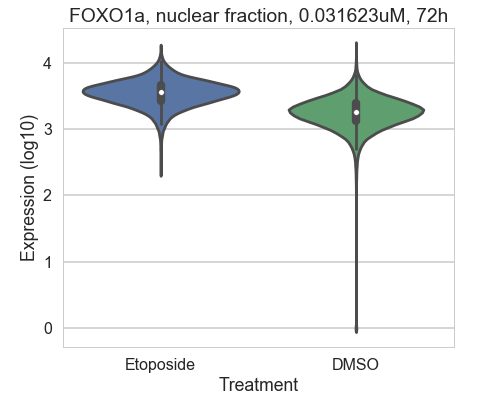 FOXO1a, nuclear fraction, 0.031623uM, 72h
4
3
2
1
0
Expression (log10)
Etoposide DMSO
Treatment